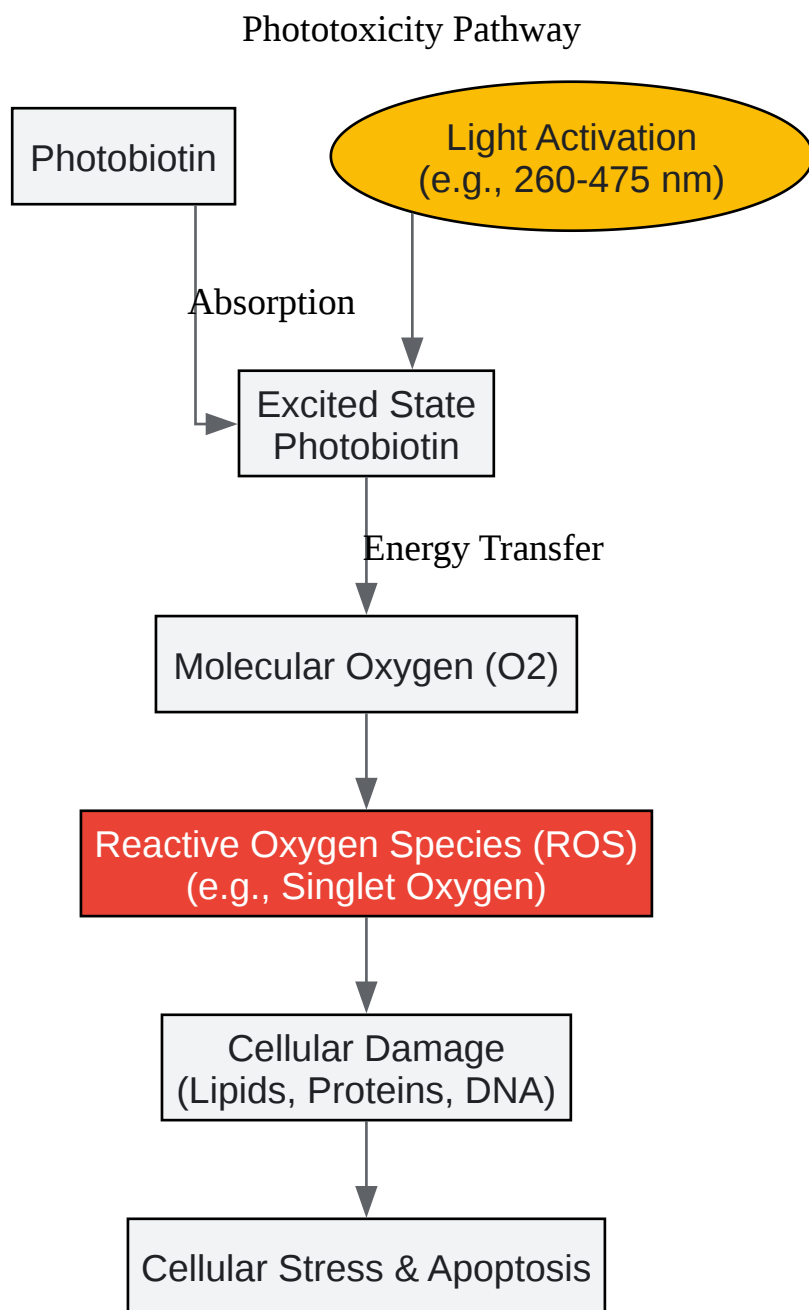 Phototoxicity Pathway
Photobiotin
Light Activation
(e.g., 260-475 nm)
Absorption
Excited State
Photobiotin
Energy Transfer
Molecular Oxygen (O2)
Reactive Oxygen Species (ROS)
(e.g., Singlet Oxygen)
Cellular Damage
(Lipids, Proteins, DNA)
Cellular Stress & Apoptosis